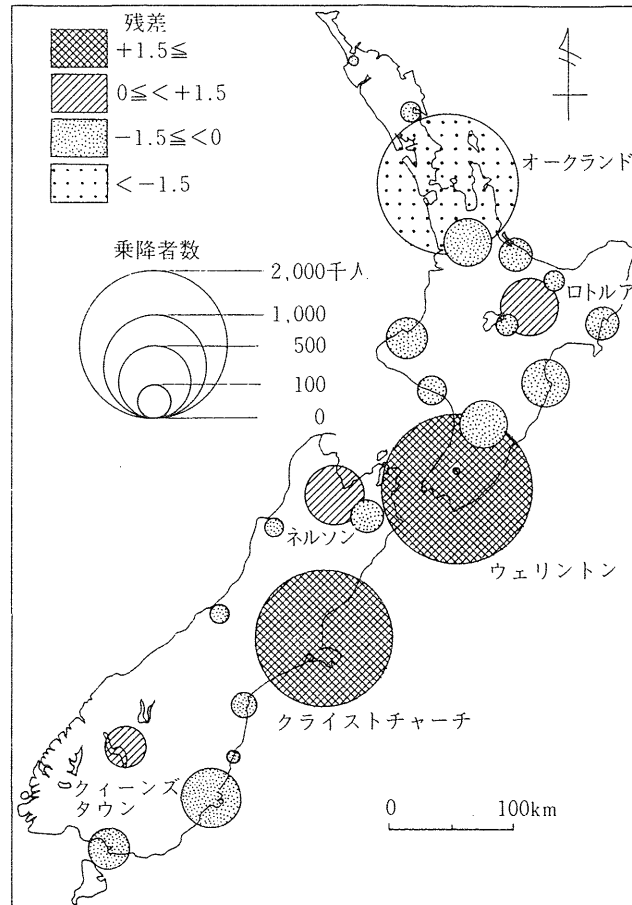 残差
+1.5≦
0≦<+1.5
-1.5≦<0
<-1.5
乗降者数
2,000千人
1,000
500
100
0
オークランド
ロトルア
ネルソン
ウェリントン
クライストチャーチ
クィーンズ
タウン
0 100km